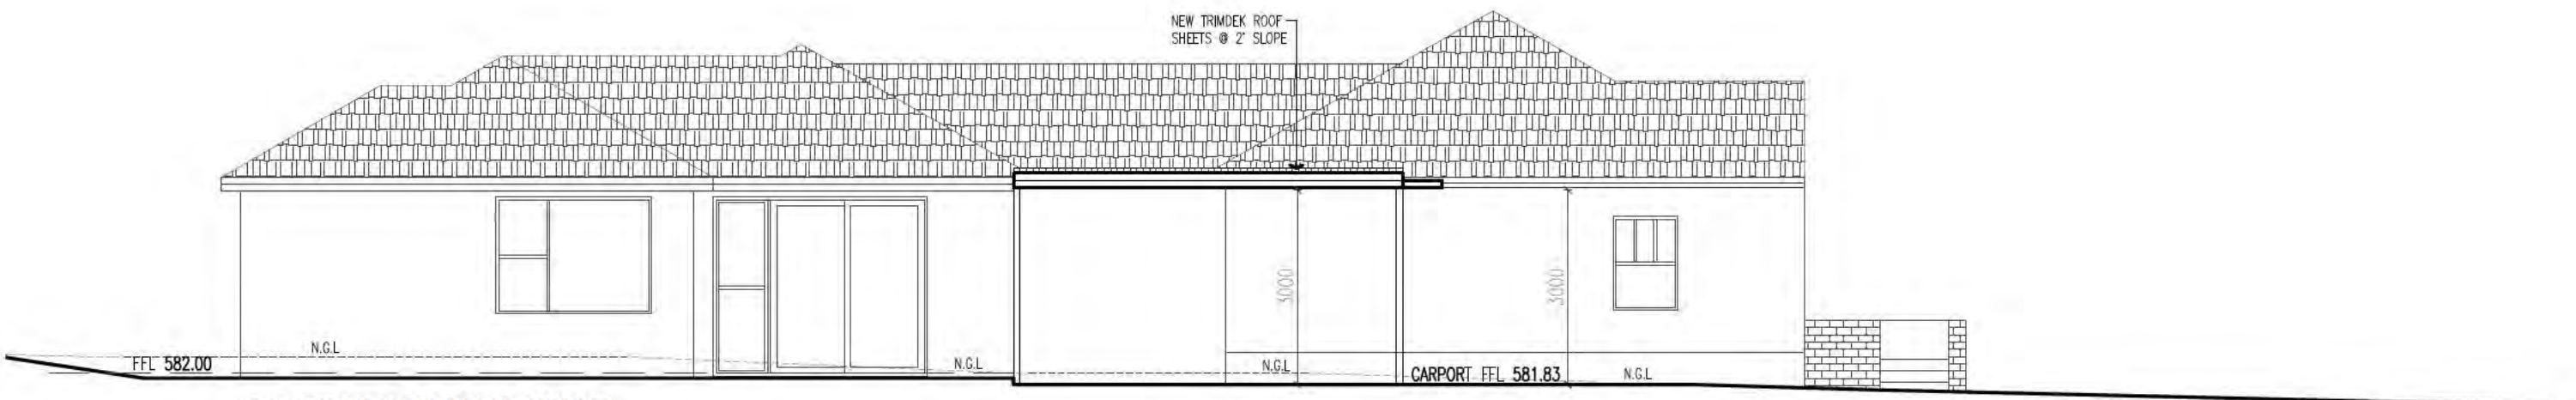 NEW TRIMDEK ROOF
SHEETS @ 2° SLOPE
3000
3000
N.G.L
FFL 582.00
N.G.L
N.G.L
CARPORT FFL 581.83
N.G.L